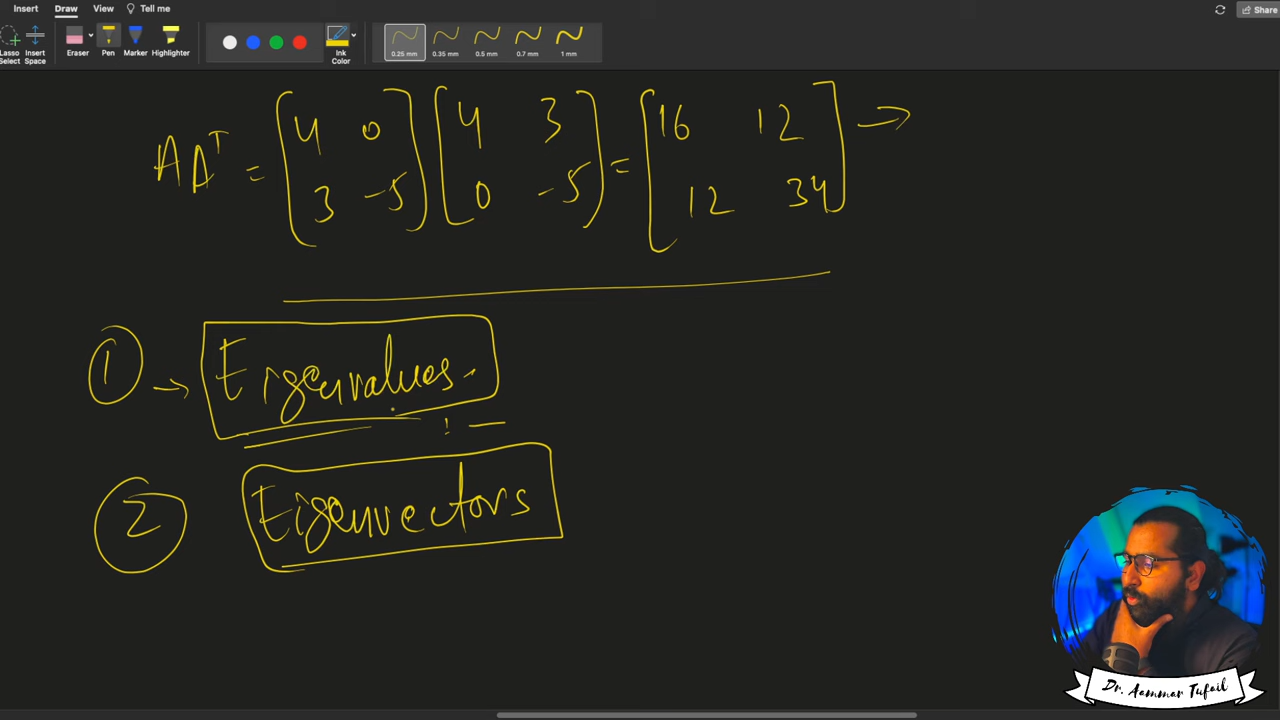 Insert Draw View Tell me Share
Lasso Select Insert Space Eraser Pen Marker Highlighter Ink Color 0.25 mm 0.35 mm 0.5 mm 0.7 mm 1 mm
AA^T = [4 0; 3 -5] [4 3; 0 -5] = [16 12; 12 34] →
① → Eigenvalues.
② Eigenvectors
Dr. Aammar Tufail